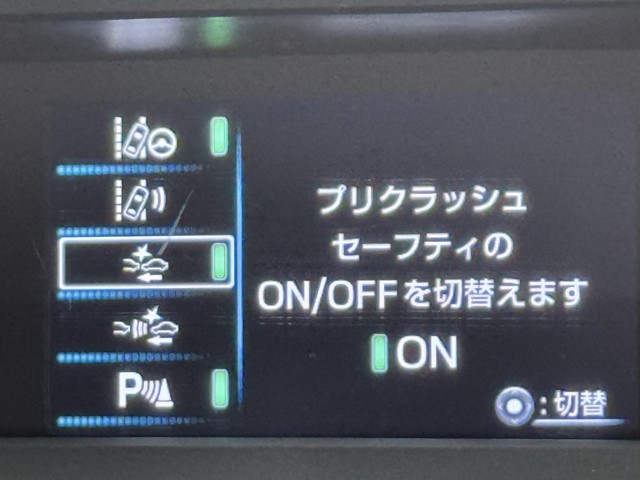 プリクラッシュ
セーフティの
ON/OFFを切替えます
ON
P
:切替